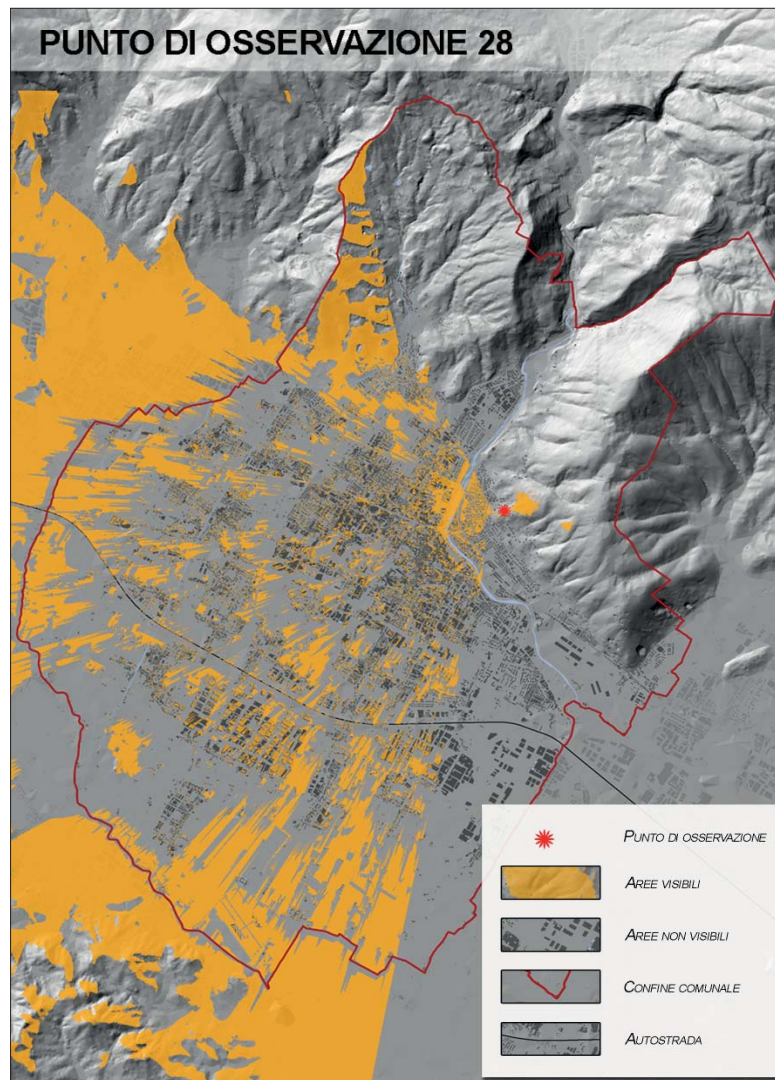 PUNTO DI OSSERVAZIONE 28
PUNTO DI OSSERVAZIONE
AREE VISIBILI
AREE NON VISIBILI
CONFINE COMUNALE
AUTOSTRADA